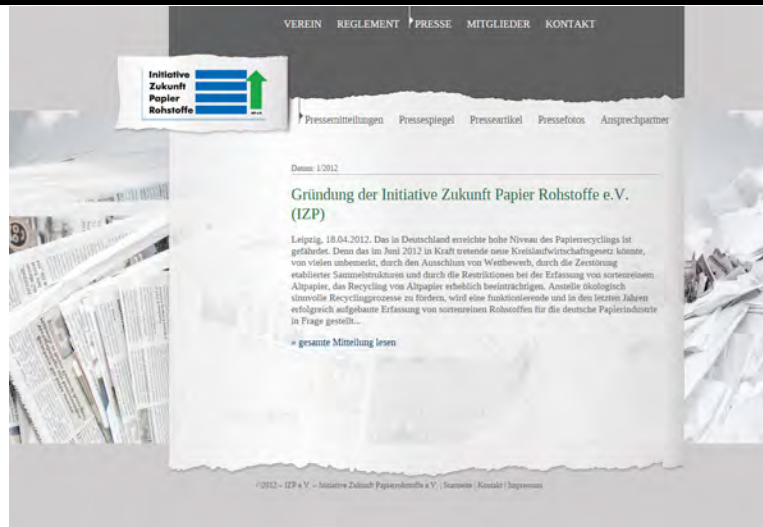 VEREIN REGLEMENT PRESSE MITGLIEDER KONTAKT
Initiative
Zukunft
Papier
Rohstoffe
Pressemitteilungen Pressespiegel Presseartikel Pressefotos Ansprechpartner
Datum: 1/2012
Gründung der Initiative Zukunft Papier Rohstoffe e.V.
(IZP)
Leipzig, 18.04.2012. Das in Deutschland erreichte hohe Niveau des Papierrecyclings ist
gefährdet. Denn das im Juni 2012 in Kraft tretende neue Kreislaufwirtschaftsgesetz könnte,
von vielen unbemerkt, durch den Ausschluss von Wettbewerb, durch die Zerstörung
etablierter Sammelstrukturen und durch die Restriktionen bei der Erfassung von sortenreinem
Altpapier, das Recycling von Altpapier erheblich beeinträchtigen. Anstelle ökologisch
sinnvolle Recyclingprozesse zu fördern, wird eine funktionierende und in den letzten Jahren
erfolgreich aufgebaute Erfassung von sortenreinen Rohstoffen für die deutsche Papierindustrie
in Frage gestellt...
» gesamte Mitteilung lesen
©2012 – IZP e.V. – Initiative Zukunft Papierrohstoffe e.V. | Startseite | Kontakt | Impressum